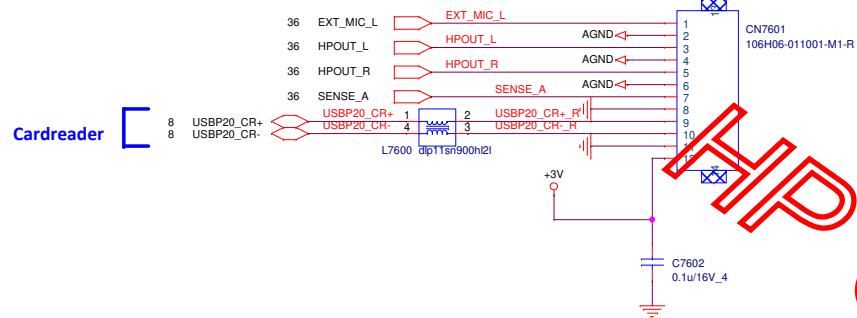 36 EXT_MIC_L EXT_MIC_L 1 CN7601
AGND 2 106H06-011001-M1-R
36 HPOUT_L HPOUT_L 3
AGND 4
36 HPOUT_R HPOUT_R 5
AGND 6
36 SENSE_A SENSE_A 7
8
Cardreader
8 USBP20_CR+ USBP20_CR+ 1 2 USBP20_CR+_R 9
8 USBP20_CR- USBP20_CR- 4 3 USBP20_CR-_R 10
L7600 dlp11sn900hl2l
+3V
HP
C7602
0.1u/16V_4